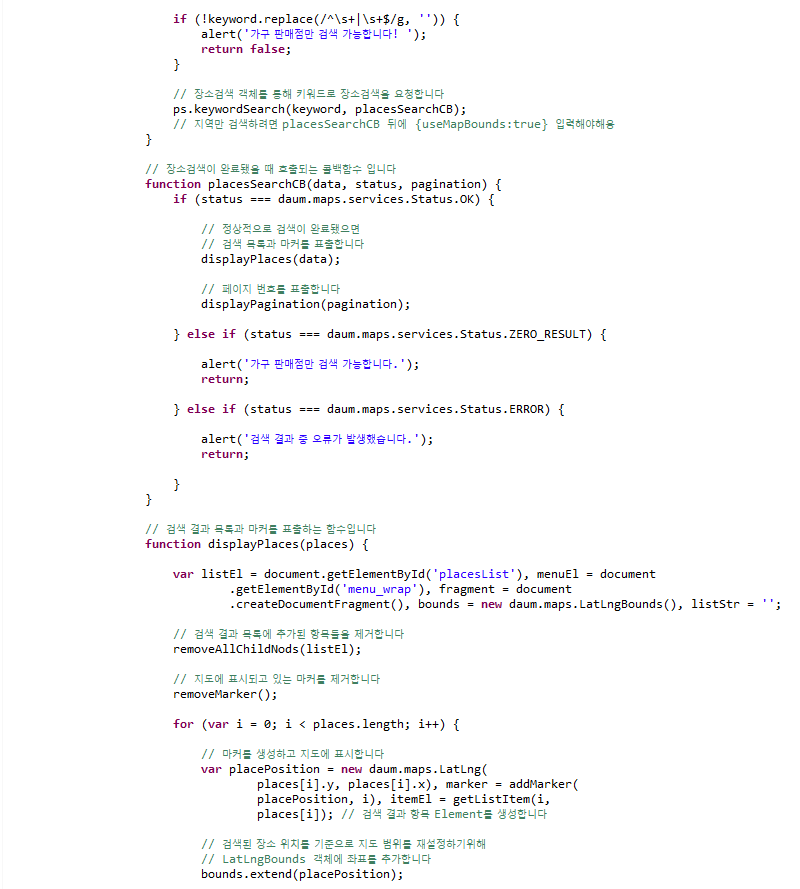 if (!keyword.replace(/^\s+|\s+$/g, '')) {
alert('가구 판매점만 검색 가능합니다! ');
return false;
}
// 장소검색 객체를 통해 키워드로 장소검색을 요청합니다
ps.keywordSearch(keyword, placesSearchCB);
// 지역만 검색하려면 placesSearchCB 뒤에 {useMapBounds:true} 입력해야해용
}
// 장소검색이 완료됐을 때 호출되는 콜백함수 입니다
function placesSearchCB(data, status, pagination) {
if (status === daum.maps.services.Status.OK) {
// 정상적으로 검색이 완료됐으면
// 검색 목록과 마커를 표출합니다
displayPlaces(data);
// 페이지 번호를 표출합니다
displayPagination(pagination);
} else if (status === daum.maps.services.Status.ZERO_RESULT) {
alert('가구 판매점만 검색 가능합니다.');
return;
} else if (status === daum.maps.services.Status.ERROR) {
alert('검색 결과 중 오류가 발생했습니다.');
return;
}
}
// 검색 결과 목록과 마커를 표출하는 함수입니다
function displayPlaces(places) {
var listEl = document.getElementById('placesList'), menuEl = document
.getElementById('menu_wrap'), fragment = document
.createDocumentFragment(), bounds = new daum.maps.LatLngBounds(), listStr = '';
// 검색 결과 목록에 추가된 항목들을 제거합니다
removeAllChildNods(listEl);
// 지도에 표시되고 있는 마커를 제거합니다
removeMarker();
for (var i = 0; i < places.length; i++) {
// 마커를 생성하고 지도에 표시합니다
var placePosition = new daum.maps.LatLng(
places[i].y, places[i].x), marker = addMarker(
placePosition, i), itemEl = getListItem(i,
places[i]); // 검색 결과 항목 Element를 생성합니다
// 검색된 장소 위치를 기준으로 지도 범위를 재설정하기위해
// LatLngBounds 객체에 좌표를 추가합니다
bounds.extend(placePosition);